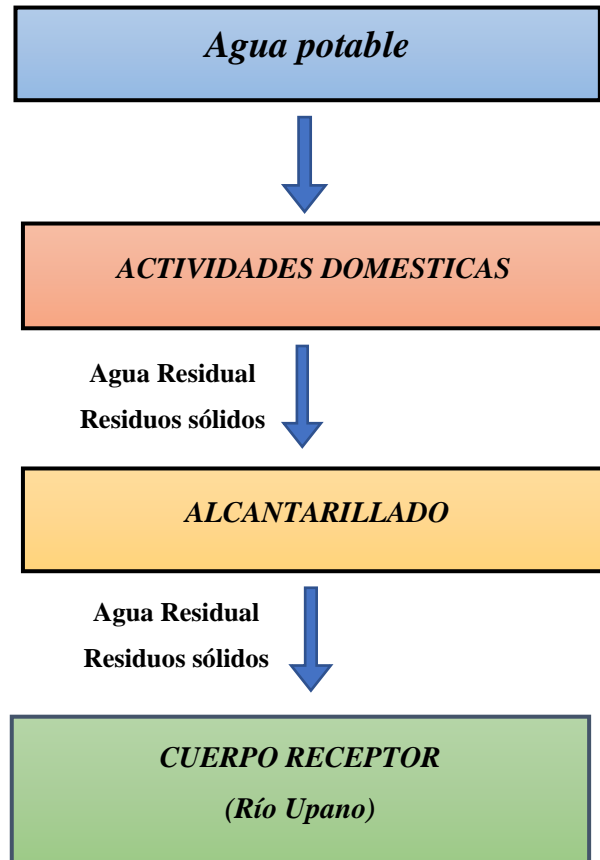 Agua potable
ACTIVIDADES DOMESTICAS
Agua Residual
Residuos sólidos
ALCANTARILLADO
Agua Residual
Residuos sólidos
CUERPO RECEPTOR
(Río Upano)